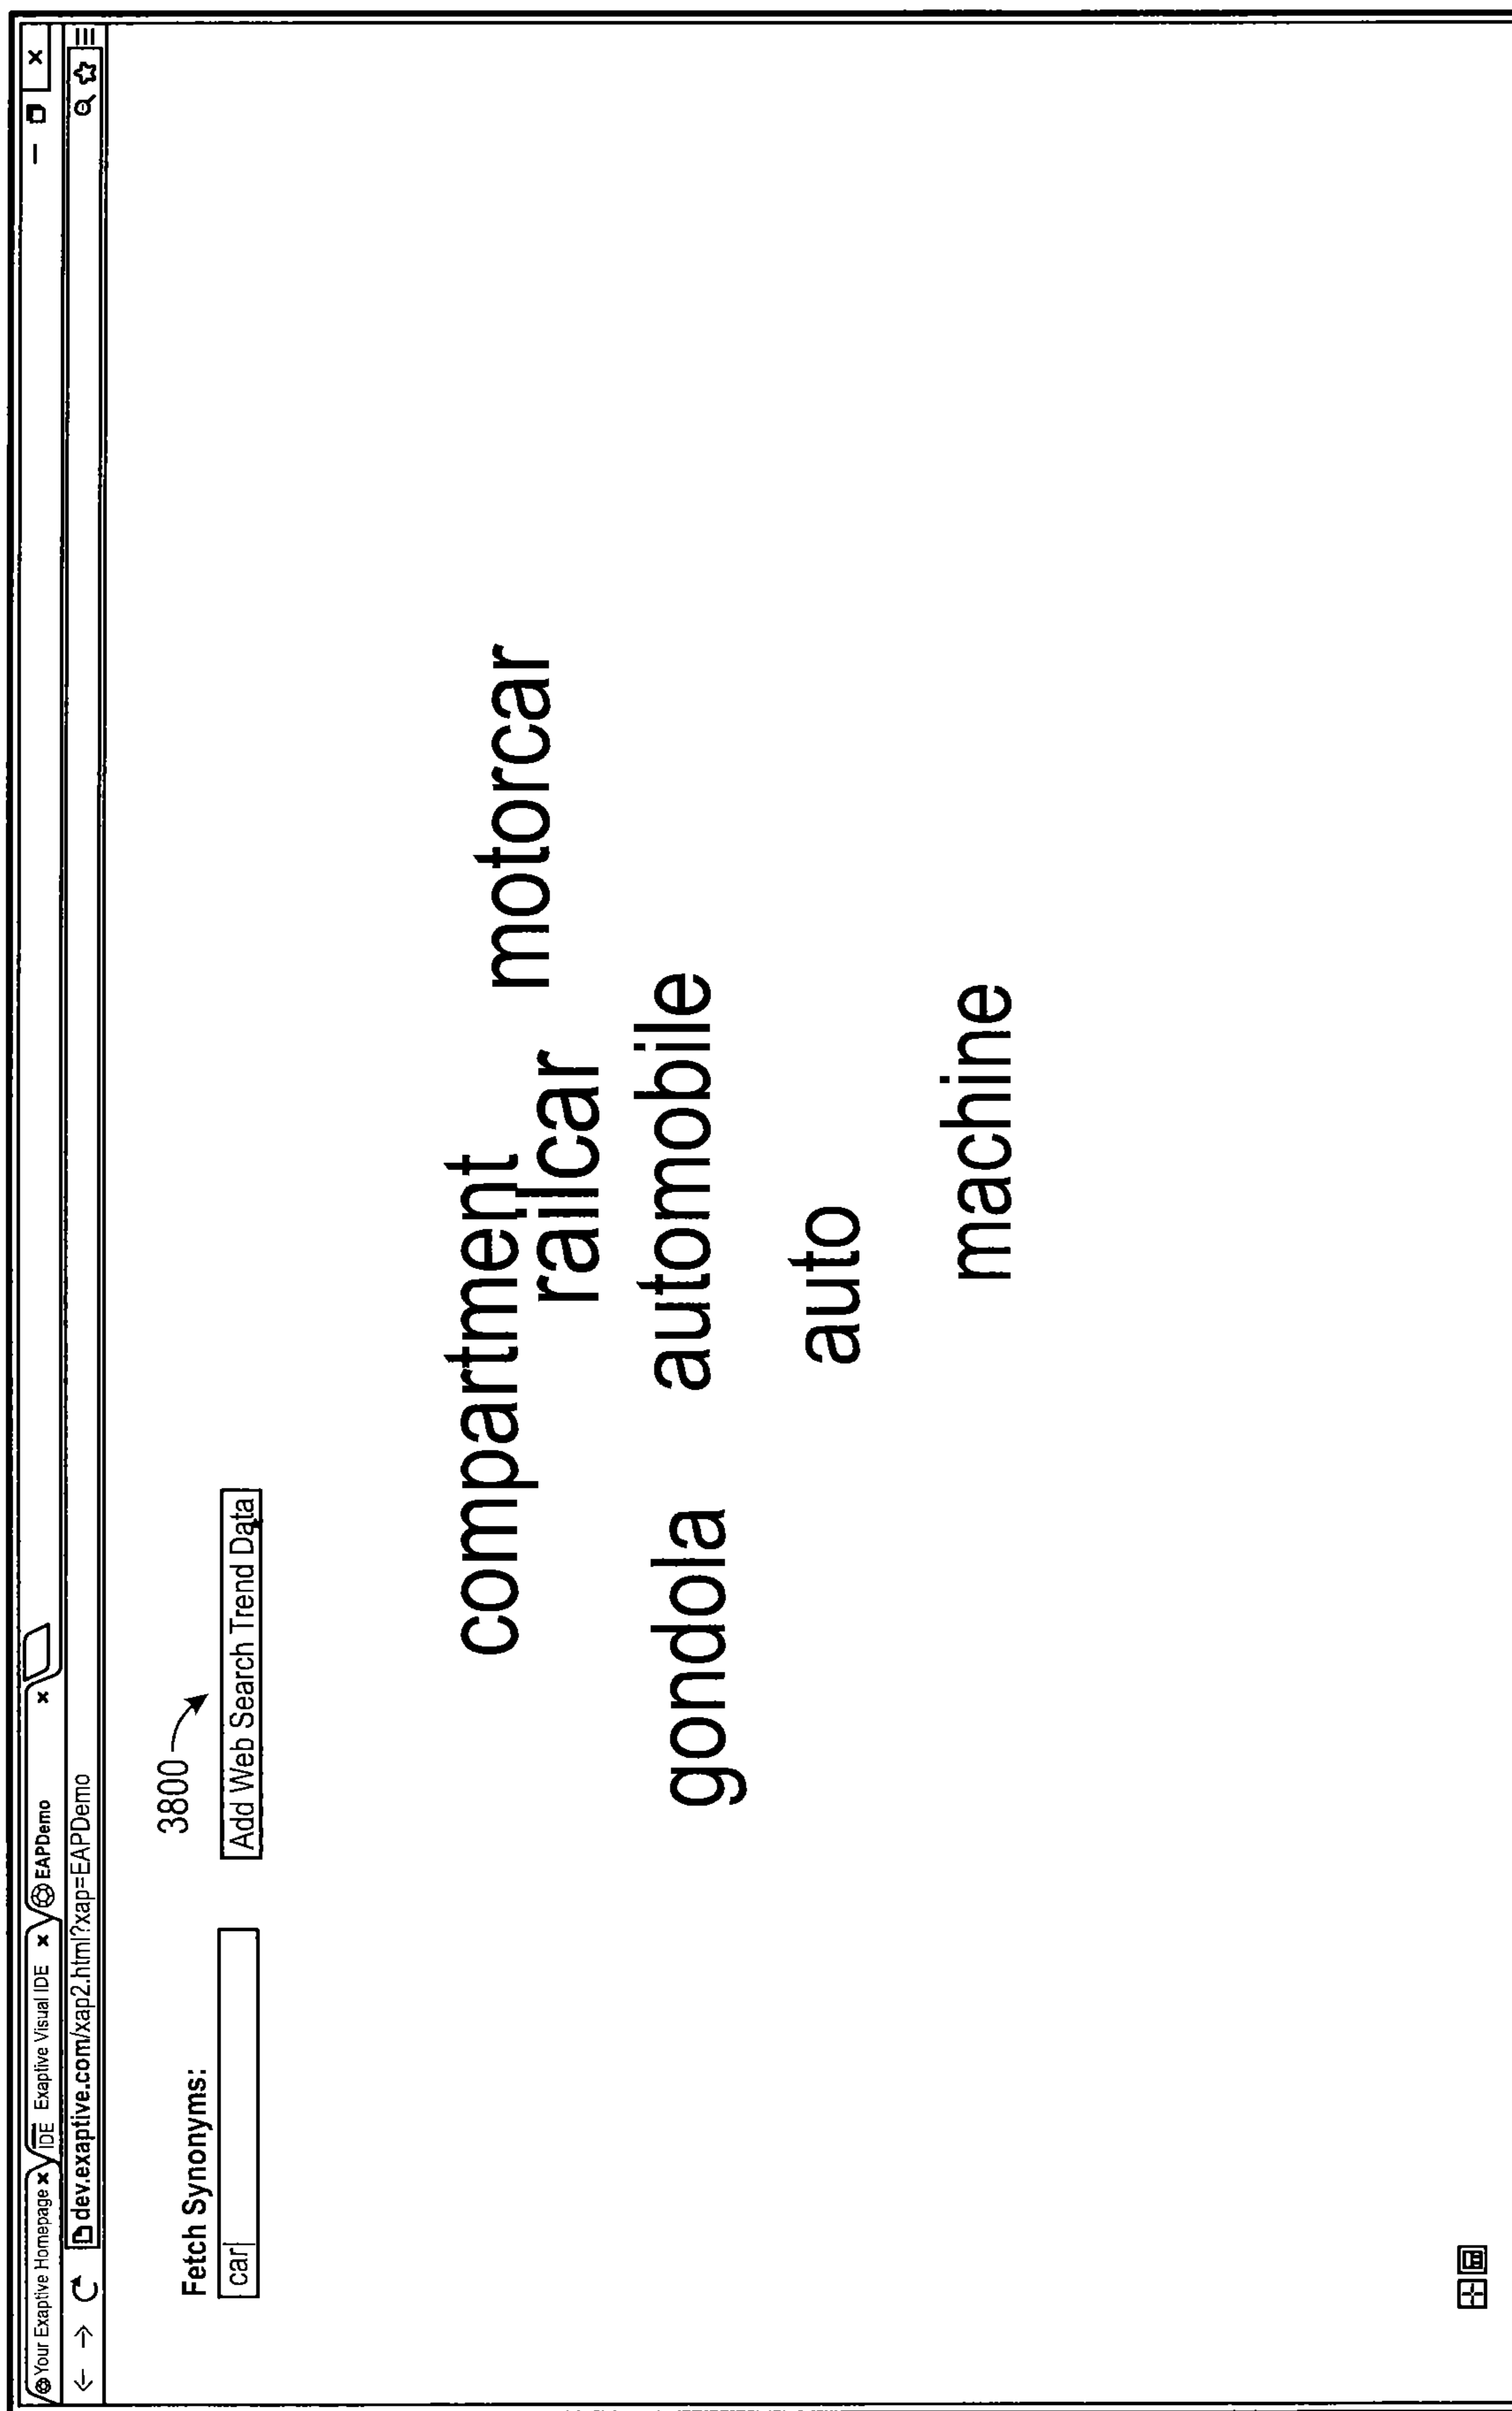 Your Exaptive Homepage x IDE Exaptive Visual IDE x EAPDemo x
dev.exaptive.com/xap2.html?xap=EAPDemo
3800
Fetch Synonyms:
car Add Web Search Trend Data
compartment motorcar
railcar
gondola automobile
auto
machine